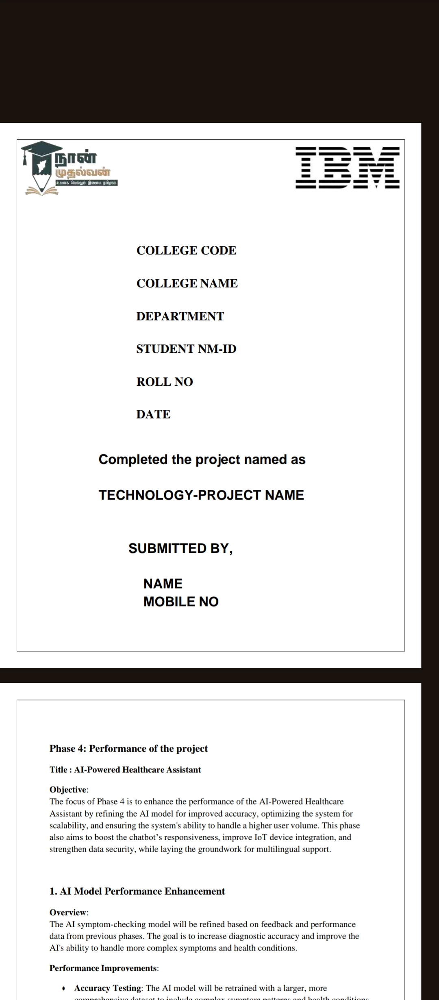 நான்
முதல்வன்
உலகை வெல்லும் இளைய தமிழகம்
IBM
COLLEGE CODE
COLLEGE NAME
DEPARTMENT
STUDENT NM-ID
ROLL NO
DATE
Completed the project named as
TECHNOLOGY-PROJECT NAME
SUBMITTED BY,
NAME
MOBILE NO
Phase 4: Performance of the project
Title : AI-Powered Healthcare Assistant
Objective:
The focus of Phase 4 is to enhance the performance of the AI-Powered Healthcare
Assistant by refining the AI model for improved accuracy, optimizing the system for
scalability, and ensuring the system's ability to handle a higher user volume. This phase
also aims to boost the chatbot’s responsiveness, improve IoT device integration, and
strengthen data security, while laying the groundwork for multilingual support.
1. AI Model Performance Enhancement
Overview:
The AI symptom-checking model will be refined based on feedback and performance
data from previous phases. The goal is to increase diagnostic accuracy and improve the
AI's ability to handle more complex symptoms and health conditions.
Performance Improvements:
• Accuracy Testing: The AI model will be retrained with a larger, more
comprehensive dataset to include complex symptom patterns and health conditions